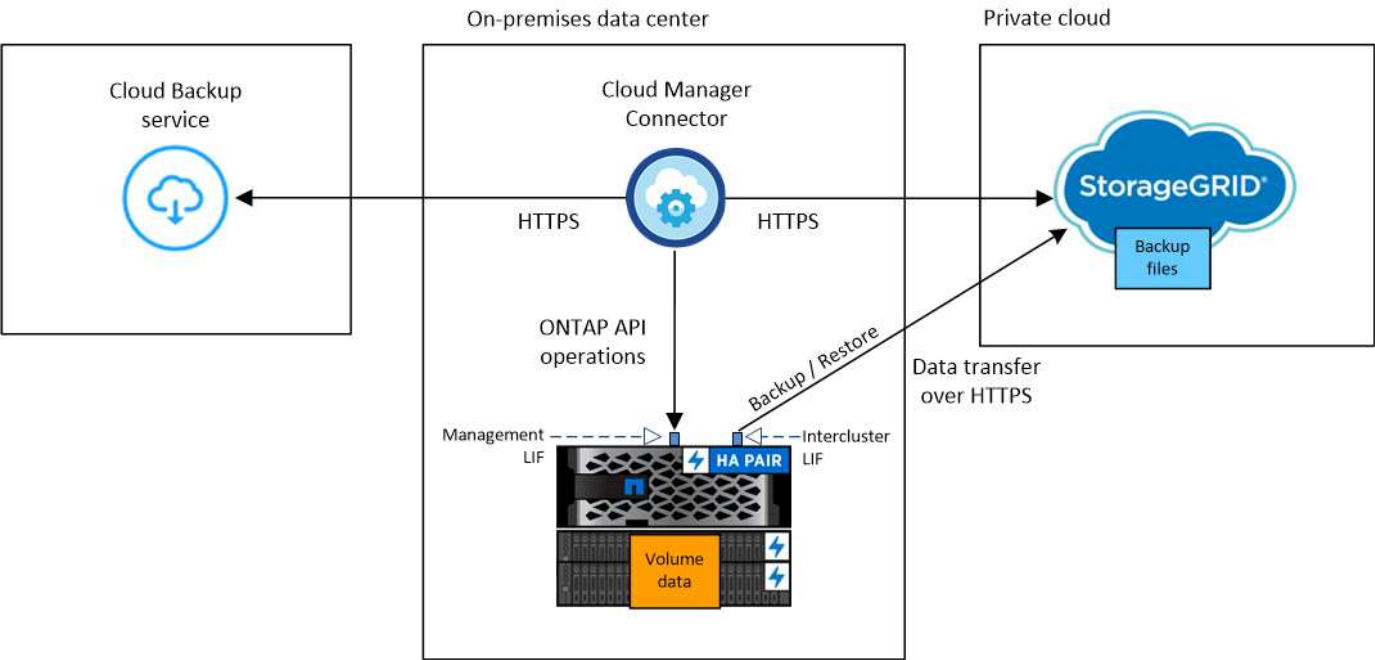 On-premises data center
Private cloud
Cloud Backup
service
Cloud Manager
Connector
StorageGRID®
Backup
files
HTTPS
HTTPS
ONTAP API
operations
Backup / Restore
Data transfer
over HTTPS
Management
LIF
Intercluster
LIF
HA PAIR
Volume
data